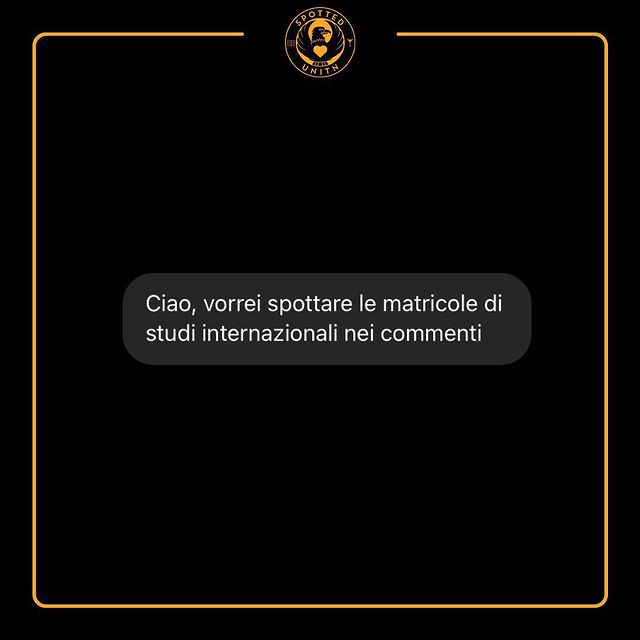 SPOTTED
UNITN
Ciao, vorrei spottare le matricole di
studi internazionali nei commenti